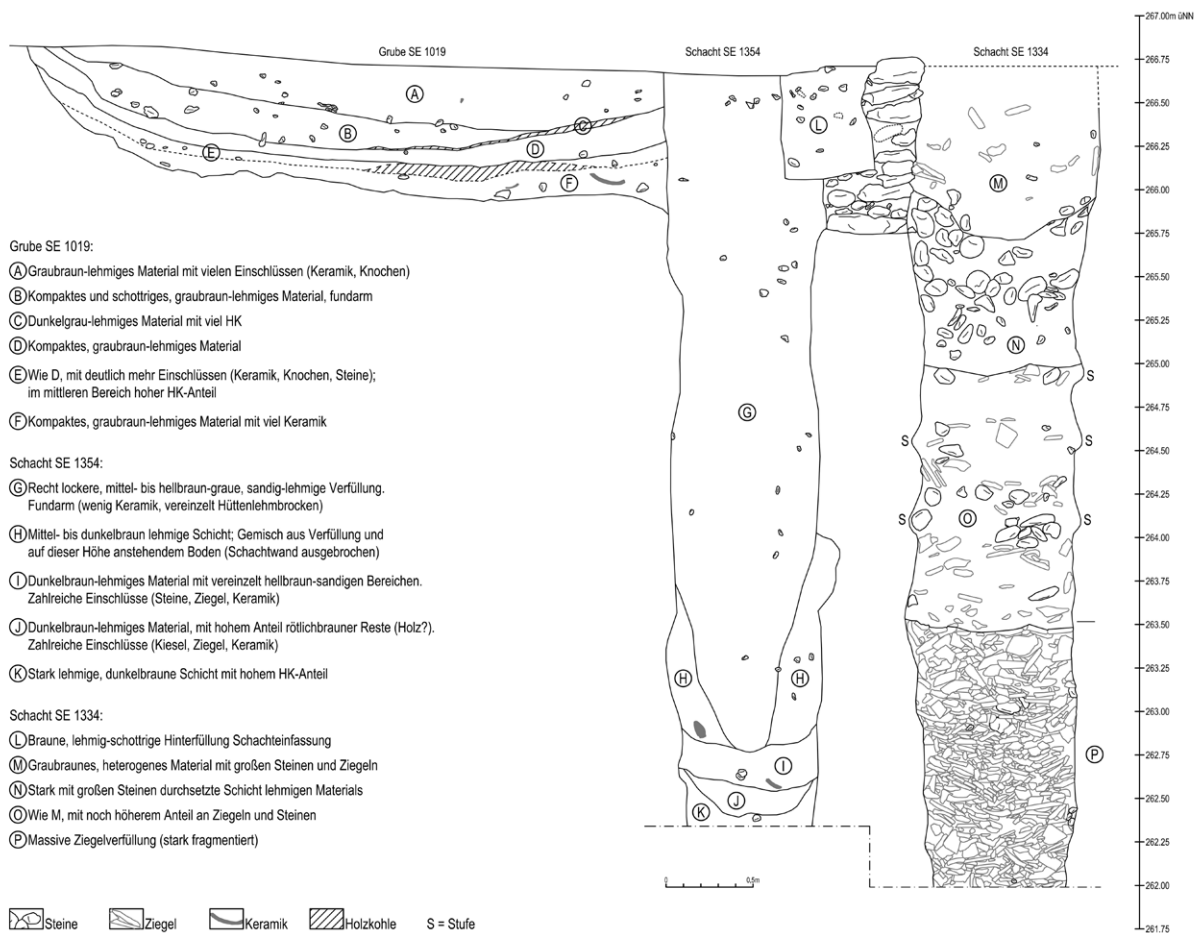 Grube SE 1019
Schacht SE 1354
Schacht SE 1334
A
B
C
D
E
F
G
H
H
I
J
K
L
M
N
O
P
S
S
S
S
S
Grube SE 1019:
A Graubraun-lehmiges Material mit vielen Einschlüssen (Keramik, Knochen)
B Kompaktes und schottriges, graubraun-lehmiges Material, fundarm
C Dunkelgrau-lehmiges Material mit viel HK
D Kompaktes, graubraun-lehmiges Material
E Wie D, mit deutlich mehr Einschlüssen (Keramik, Knochen, Steine);
im mittleren Bereich hoher HK-Anteil
F Kompaktes, graubraun-lehmiges Material mit viel Keramik
Schacht SE 1354:
G Recht lockere, mittel- bis hellbraun-graue, sandig-lehmige Verfüllung.
Fundarm (wenig Keramik, vereinzelt Hüttenlehmbrocken)
H Mittel- bis dunkelbraun lehmige Schicht; Gemisch aus Verfüllung und
auf dieser Höhe anstehendem Boden (Schachtwand ausgebrochen)
I Dunkelbraun-lehmiges Material mit vereinzelt hellbraun-sandigen Bereichen.
Zahlreiche Einschlüsse (Steine, Ziegel, Keramik)
J Dunkelbraun-lehmiges Material, mit hohem Anteil rötlichbrauner Reste (Holz?).
Zahlreiche Einschlüsse (Kiesel, Ziegel, Keramik)
K Stark lehmige, dunkelbraune Schicht mit hohem HK-Anteil
Schacht SE 1334:
L Braune, lehmig-schottrige Hinterfüllung Schachteinfassung
M Graubraunes, heterogenes Material mit großen Steinen und Ziegeln
N Stark mit großen Steinen durchsetzte Schicht lehmigen Materials
O Wie M, mit noch höherem Anteil an Ziegeln und Steinen
P Massive Ziegelverfüllung (stark fragmentiert)
Steine
Ziegel
Keramik
Holzkohle
S = Stufe
0
0,5m
267.00m üNN
266.75
266.50
266.25
266.00
265.75
265.50
265.25
265.00
264.75
264.50
264.25
264.00
263.75
263.50
263.25
263.00
262.75
262.50
262.25
262.00
261.75